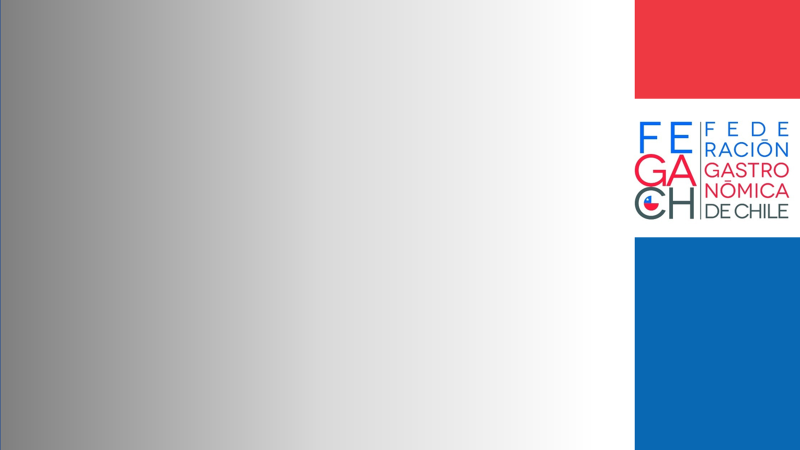 FE
GA
CH
FEDE
RACIÓN
GASTRO
NÓMICA
DE CHILE